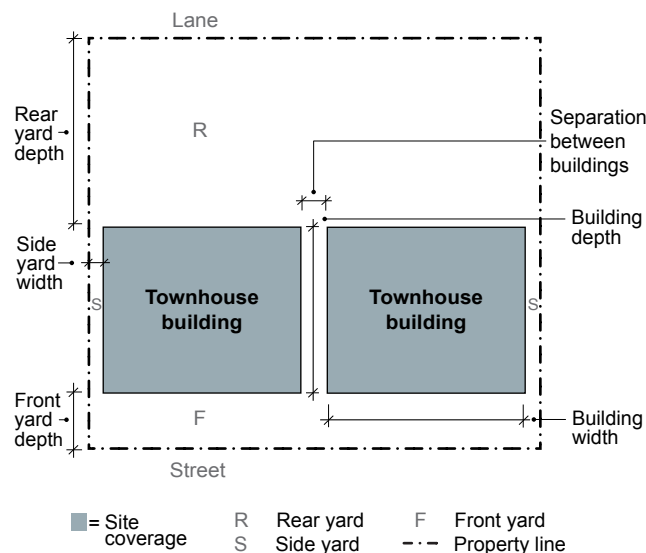 Lane
Rear
yard
depth
R
Separation
between
buildings
Building
depth
Side
yard
width
S
Townhouse
building
Townhouse
building
S
Front
yard
depth
F
Building
width
Street
= Site
coverage
R Rear yard
S Side yard
F Front yard
Property line